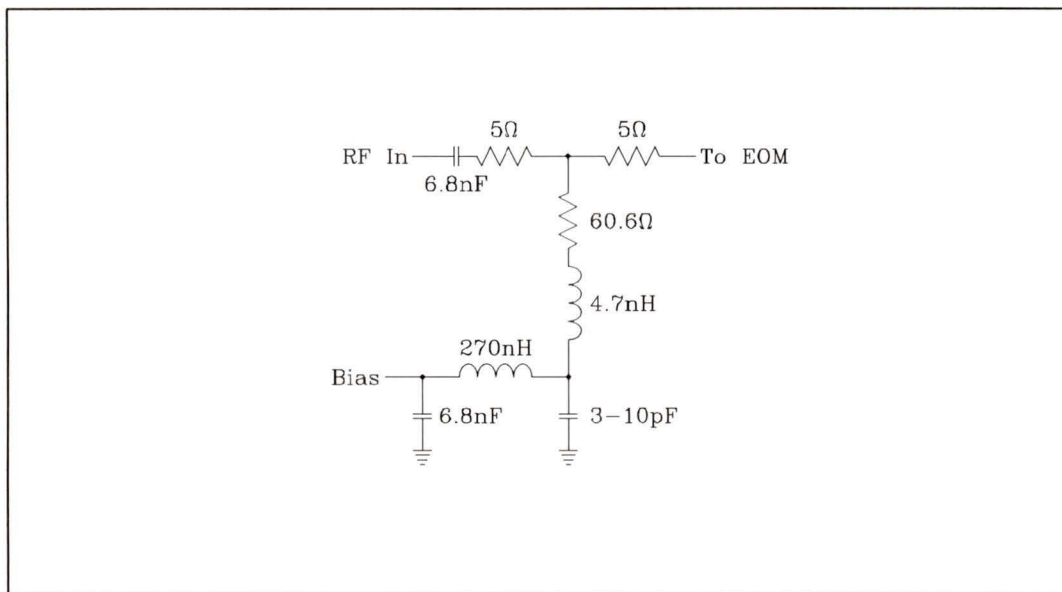 5Ω 5Ω
RF In To EOM
6.8nF
60.6Ω
4.7nH
270nH
Bias
6.8nF 3-10pF